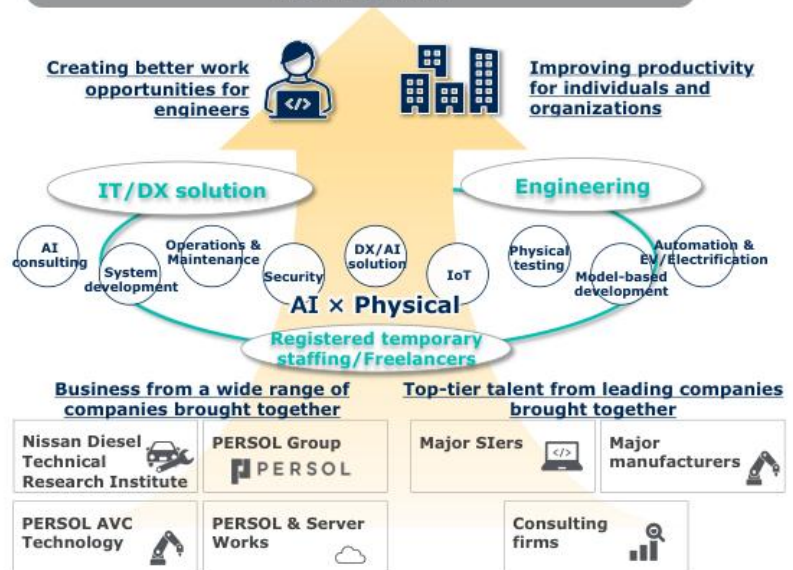 Creating better work
opportunities for
engineers
</>
Improving productivity
for individuals and
organizations
IT/DX solution
Engineering
AI
consulting
System
development
Operations &
Maintenance
Security
DX/AI
solution
IoT
Physical
testing
Model-based
development
Automation &
EV/Electrification
AI × Physical
Registered temporary
staffing/Freelancers
Business from a wide range of
companies brought together
Top-tier talent from leading companies
brought together
Nissan Diesel
Technical
Research Institute
PERSOL Group
PERSOL
Major SIers
</>
Major
manufacturers
PERSOL AVC
Technology
PERSOL & Server
Works
Consulting
firms